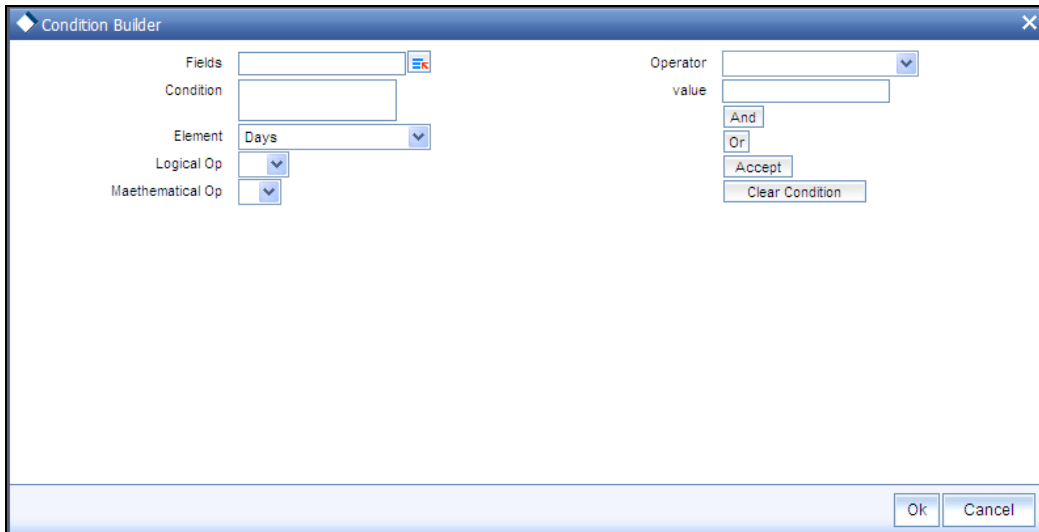 Condition Builder
Fields
Operator
Condition
value
And
Element Days
Or
Logical Op
Accept
Maethematical Op
Clear Condition
Ok Cancel